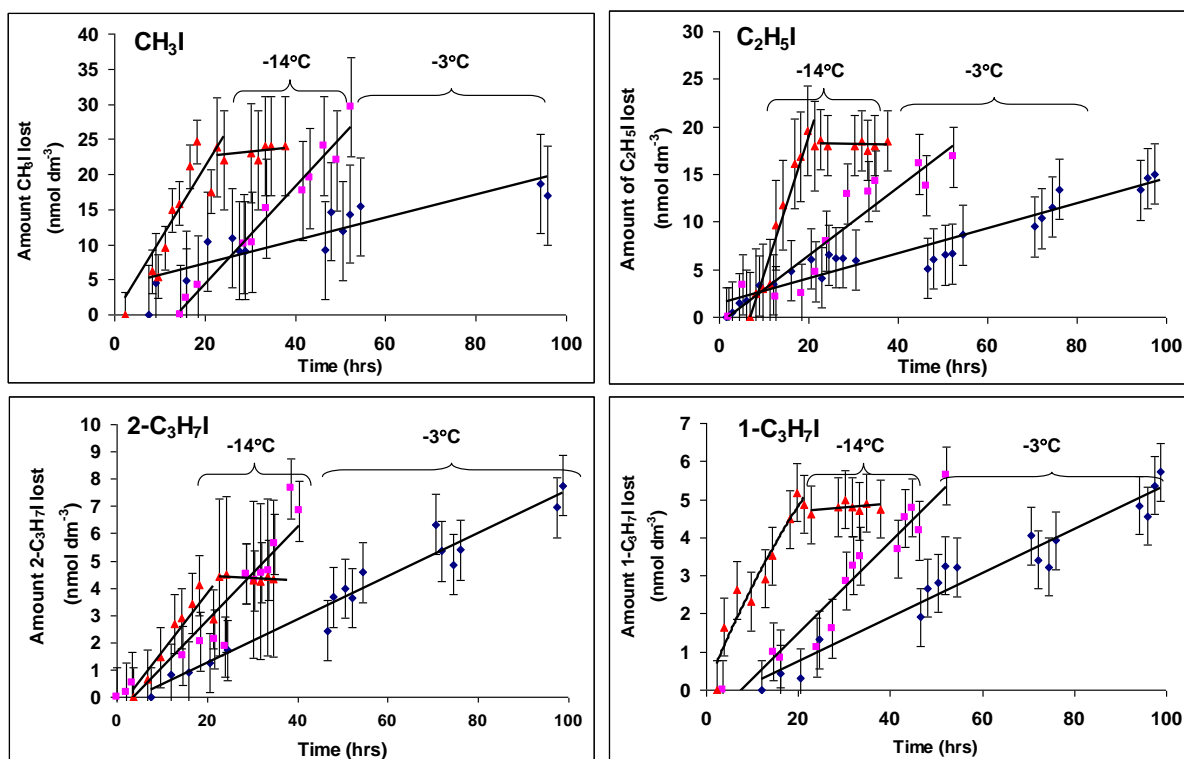 CH3I
-14ºC
-3ºC
Amount CH3I lost
(nmol dm-3)
40
35
30
25
20
15
10
5
0
0 20 40 60 80 100
Time (hrs)
C2H5I
-14ºC
-3ºC
Amount of C2H5I lost
(nmol dm-3)
30
25
20
15
10
5
0
0 20 40 60 80 100
Time (hrs)
2-C3H7I
-14ºC
-3ºC
Amount 2-C3H7I lost
(nmol dm-3)
10
9
8
7
6
5
4
3
2
1
0
0 20 40 60 80 100
Time (hrs)
1-C3H7I
-14ºC
-3ºC
Amount 1-C3H7I lost
(nmol dm-3)
7
6
5
4
3
2
1
0
0 20 40 60 80 100
Time (hrs)